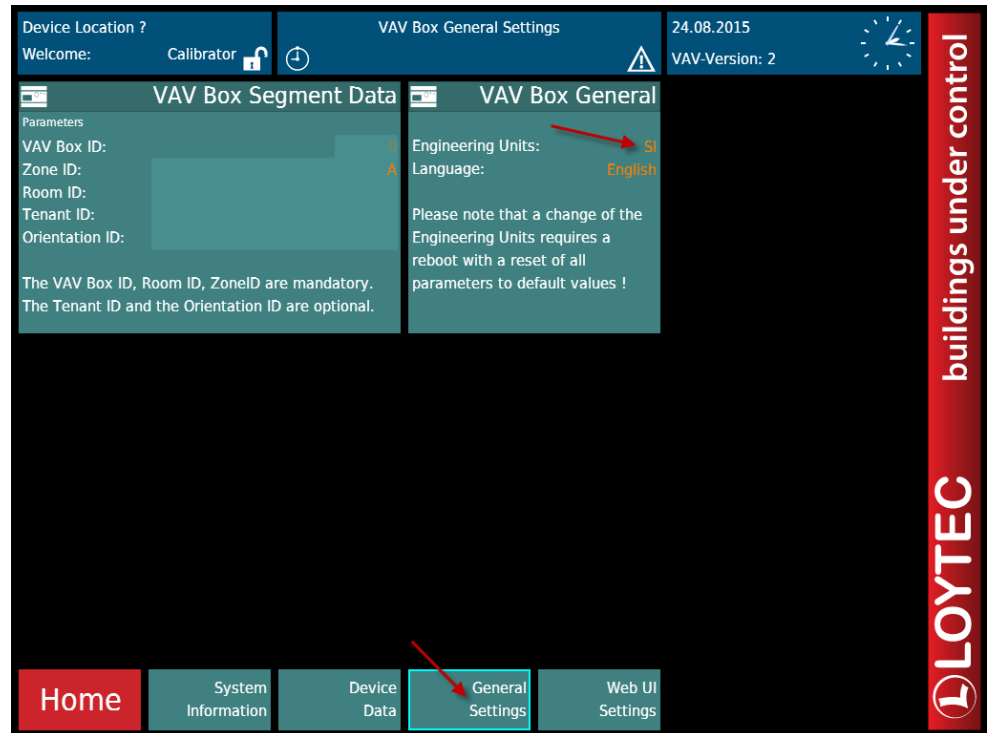 Device Location ?
Welcome: Calibrator
VAV Box General Settings
24.08.2015
VAV-Version: 2
VAV Box Segment Data
Parameters
VAV Box ID: 0
Zone ID: A
Room ID:
Tenant ID:
Orientation ID:
The VAV Box ID, Room ID, ZoneID are mandatory.
The Tenant ID and the Orientation ID are optional.
VAV Box General
Engineering Units: SI
Language: English
Please note that a change of the
Engineering Units requires a
reboot with a reset of all
parameters to default values !
Home
System
Information
Device
Data
General
Settings
Web UI
Settings
LOYTEC
buildings under control